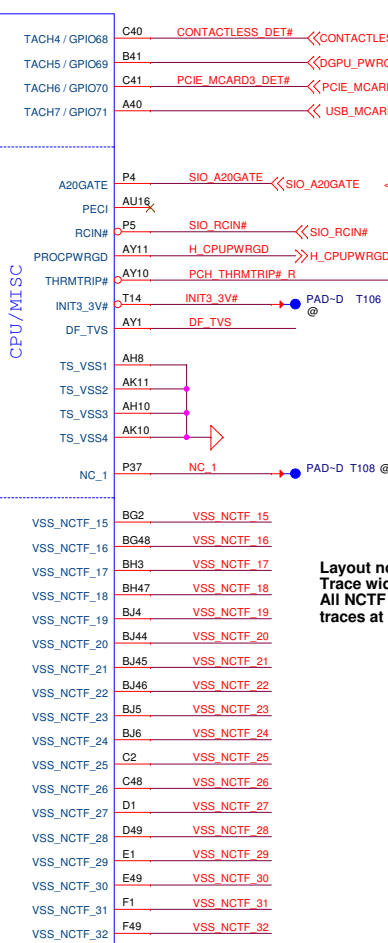 TACH4 / GPIO68 C40 CONTACTLESS_DET#
TACH5 / GPIO69 B41
TACH6 / GPIO70 C41 PCIE_MCARD3_DET#
TACH7 / GPIO71 A40
CPU/MISC
A20GATE P4 SIO_A20GATE SIO_A20GATE
PECI AU16
RCIN# P5 SIO_RCIN# SIO_RCIN#
PROCPWRGD AY11 H_CPUPWRGD H_CPUPWRGD
THRMTRIP# AY10 PCH_THRMTRIP#_R
INIT3_3V# T14 INIT3_3V# PAD~D T106
@
DF_TVS AY1 DF_TVS
TS_VSS1 AH8
TS_VSS2 AK11
TS_VSS3 AH10
TS_VSS4 AK10
NC_1 P37 NC_1 PAD~D T108 @
VSS_NCTF_15 BG2 VSS_NCTF_15
VSS_NCTF_16 BG48 VSS_NCTF_16
VSS_NCTF_17 BH3 VSS_NCTF_17
VSS_NCTF_18 BH47 VSS_NCTF_18
VSS_NCTF_19 BJ4 VSS_NCTF_19
VSS_NCTF_20 BJ44 VSS_NCTF_20
VSS_NCTF_21 BJ45 VSS_NCTF_21
VSS_NCTF_22 BJ46 VSS_NCTF_22
VSS_NCTF_23 BJ5 VSS_NCTF_23
VSS_NCTF_24 BJ6 VSS_NCTF_24
VSS_NCTF_25 C2 VSS_NCTF_25
VSS_NCTF_26 C48 VSS_NCTF_26
VSS_NCTF_27 D1 VSS_NCTF_27
VSS_NCTF_28 D49 VSS_NCTF_28
VSS_NCTF_29 E1 VSS_NCTF_29
VSS_NCTF_30 E49 VSS_NCTF_30
VSS_NCTF_31 F1 VSS_NCTF_31
VSS_NCTF_32 F49 VSS_NCTF_32
Layout
Trace
All NCTF
traces at